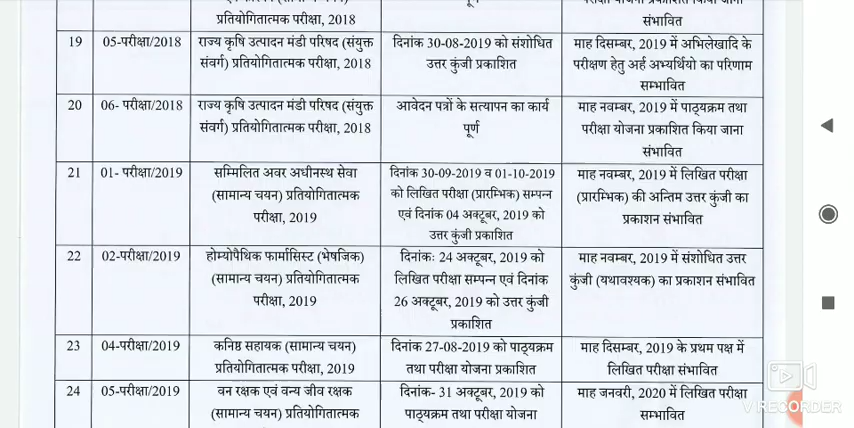 प्रतियोगितात्मक परीक्षा, 2018
पूर्ण
संभावित
19
05-परीक्षा/2018
राज्य कृषि उत्पादन मंडी परिषद (संयुक्त
संवर्ग) प्रतियोगितात्मक परीक्षा, 2018
दिनांक 30-08-2019 को संशोधित
उत्तर कुंजी प्रकाशित
माह दिसम्बर, 2019 में अभिलेखादि के
परीक्षण हेतु अर्ह अभ्यर्थियो का परिणाम
सम्भावित
20
06- परीक्षा/2018
राज्य कृषि उत्पादन मंडी परिषद (संयुक्त
संवर्ग) प्रतियोगितात्मक परीक्षा, 2018
आवेदन पत्रों के सत्यापन का कार्य
पूर्ण
माह नवम्बर, 2019 में पाठ्यक्रम तथा
परीक्षा योजना प्रकाशित किया जाना
संभावित
21
01- परीक्षा/2019
सम्मिलित अवर अधीनस्थ सेवा
(सामान्य चयन) प्रतियोगितात्मक
परीक्षा, 2019
दिनांक 30-09-2019 व 01-10-2019
को लिखित परीक्षा (प्रारम्भिक) सम्पन्न
एवं दिनांक 04 अक्टूबर, 2019 को
उत्तर कुंजी प्रकाशित
माह नवम्बर, 2019 में लिखित परीक्षा
(प्रारम्भिक) की अन्तिम उत्तर कुंजी का
प्रकाशन संभावित
22
02-परीक्षा/2019
होम्योपैथिक फार्मासिस्ट (भेषजिक)
(सामान्य चयन) प्रतियोगितात्मक
परीक्षा, 2019
दिनांकः 24 अक्टूबर, 2019 को
लिखित परीक्षा सम्पन्न एवं दिनांक
26 अक्टूबर, 2019 को उत्तर कुंजी
प्रकाशित
माह नवम्बर, 2019 में संशोधित उत्तर
कुंजी (यथावश्यक) का प्रकाशन संभावित
23
04-परीक्षा/2019
कनिष्ठ सहायक (सामान्य चयन)
प्रतियोगितात्मक परीक्षा, 2019
दिनांक 27-08-2019 को पाठ्यक्रम
तथा परीक्षा योजना प्रकाशित
माह दिसम्बर, 2019 के प्रथम पक्ष में
लिखित परीक्षा संभावित
24
05-परीक्षा/2019
वन रक्षक एवं वन्य जीव रक्षक
(सामान्य चयन) प्रतियोगितात्मक
दिनांक- 31 अक्टूबर, 2019 को
पाठ्यक्रम तथा परीक्षा योजना
माह जनवरी, 2020 में लिखित परीक्षा
सम्भावित